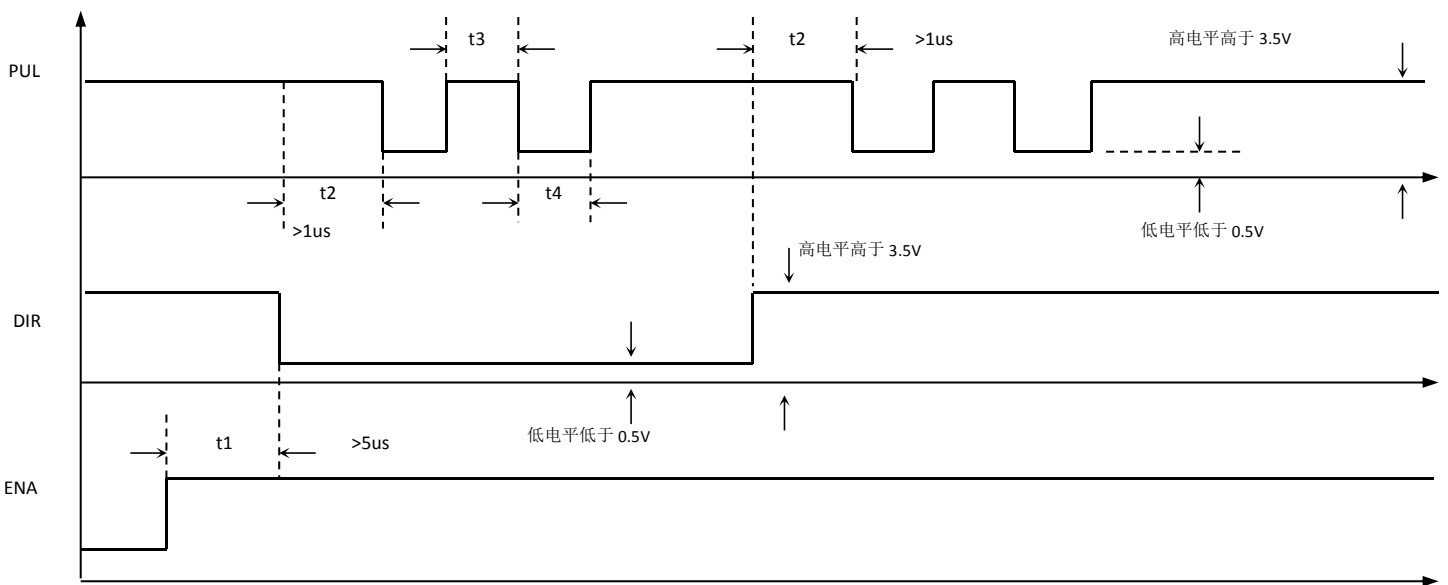 t3
t2
>1us
高电平高于 3.5V
PUL
t2
t4
>1us
低电平低于 0.5V
高电平高于 3.5V
DIR
低电平低于 0.5V
t1
>5us
ENA